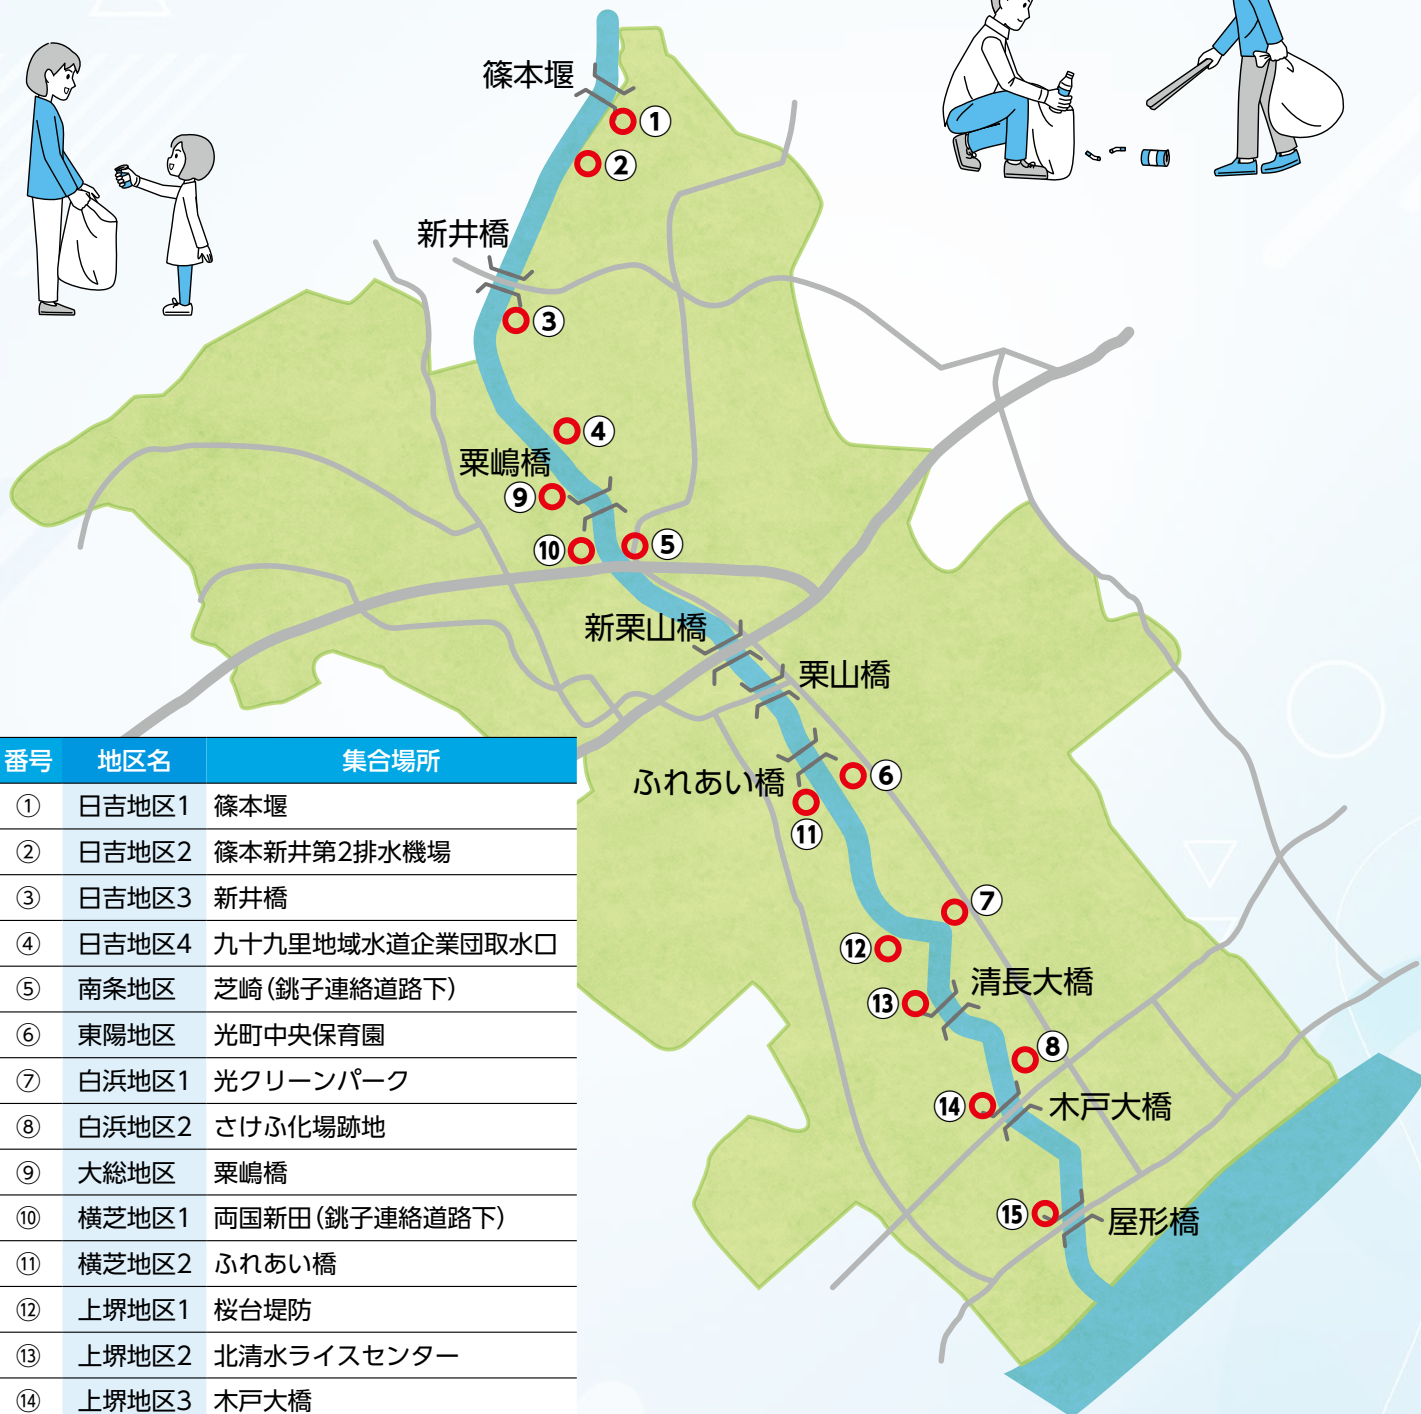 篠本堰
①
②
新井橋
③
④
粟嶋橋
⑨
⑩
⑤
新栗山橋
栗山橋
ふれあい橋
⑥
⑪
⑦
⑫
清長大橋
⑬
⑧
⑭
木戸大橋
⑮
屋形橋
番号 地区名 集合場所
① 日吉地区1 篠本堰
② 日吉地区2 篠本新井第2排水機場
③ 日吉地区3 新井橋
④ 日吉地区4 九十九里地域水道企業団取水口
⑤ 南条地区 芝崎(銚子連絡道路下)
⑥ 東陽地区 光町中央保育園
⑦ 白浜地区1 光クリーンパーク
⑧ 白浜地区2 さけふ化場跡地
⑨ 大総地区 粟嶋橋
⑩ 横芝地区1 両国新田(銚子連絡道路下)
⑪ 横芝地区2 ふれあい橋
⑫ 上堺地区1 桜台堤防
⑬ 上堺地区2 北清水ライスセンター
⑭ 上堺地区3 木戸大橋